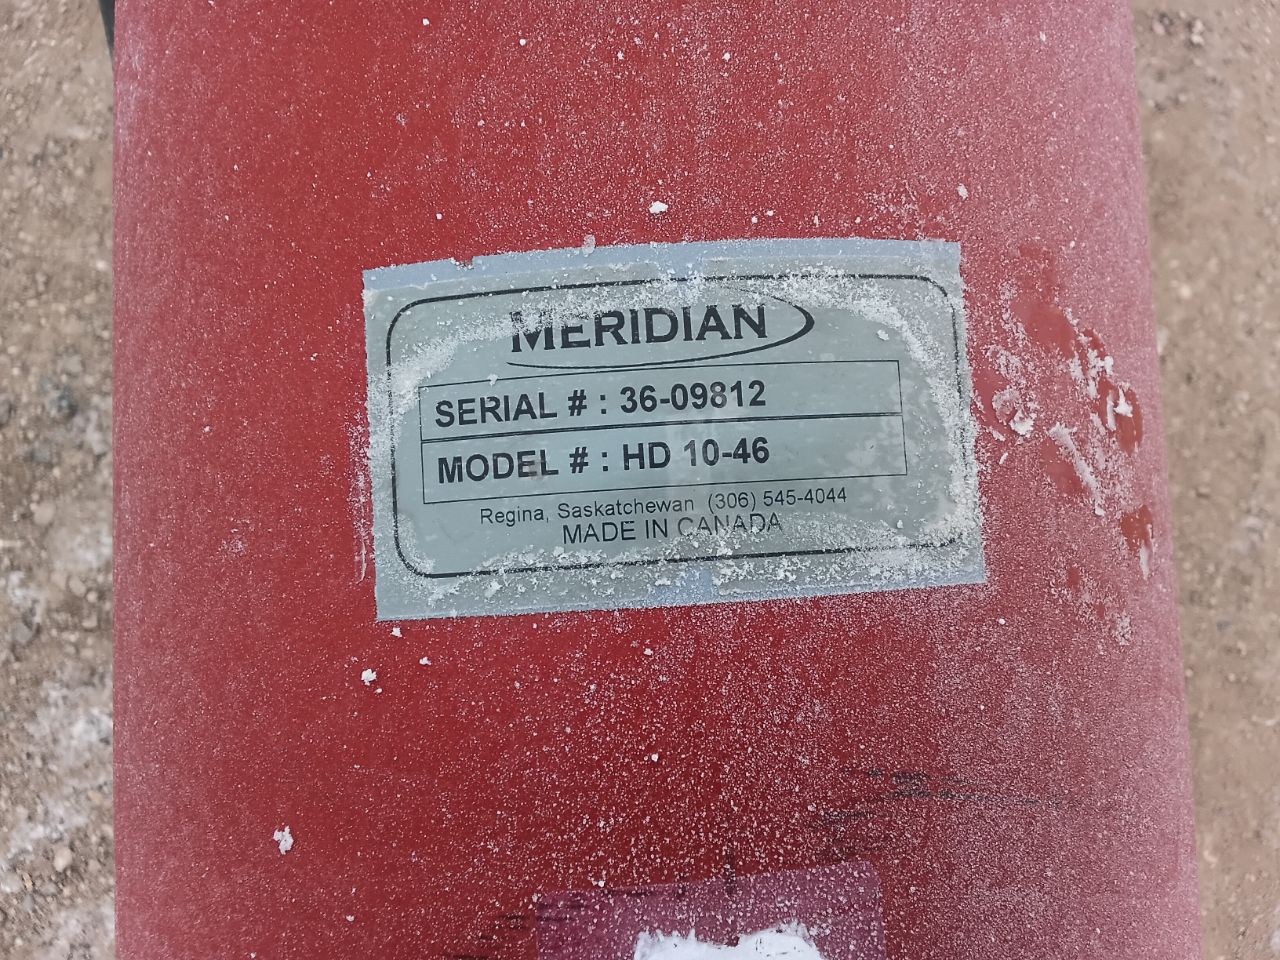 MERIDIAN
SERIAL # : 36-09812
MODEL # : HD 10-46
Regina, Saskatchewan (306) 545-4044
MADE IN CANADA